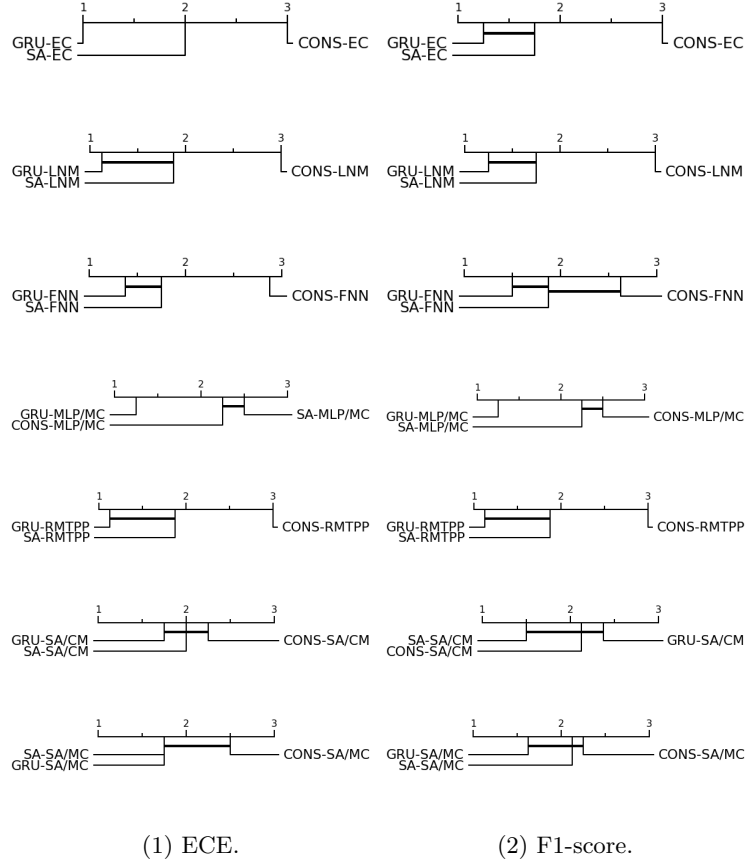 1 2 3
GRU-EC
SA-EC
CONS-EC
1 2 3
GRU-EC
SA-EC
CONS-EC
1 2 3
GRU-LNM
SA-LNM
CONS-LNM
1 2 3
GRU-LNM
SA-LNM
CONS-LNM
1 2 3
GRU-FNN
SA-FNN
CONS-FNN
1 2 3
GRU-FNN
SA-FNN
CONS-FNN
1 2 3
GRU-MLP/MC
CONS-MLP/MC
SA-MLP/MC
1 2 3
GRU-MLP/MC
SA-MLP/MC
CONS-MLP/MC
1 2 3
GRU-RMTPP
SA-RMTPP
CONS-RMTPP
1 2 3
GRU-RMTPP
SA-RMTPP
CONS-RMTPP
1 2 3
GRU-SA/CM
SA-SA/CM
CONS-SA/CM
1 2 3
SA-SA/CM
CONS-SA/CM
GRU-SA/CM
1 2 3
SA-SA/MC
GRU-SA/MC
CONS-SA/MC
1 2 3
GRU-SA/MC
SA-SA/MC
CONS-SA/MC
(1) ECE.
(2) F1-score.